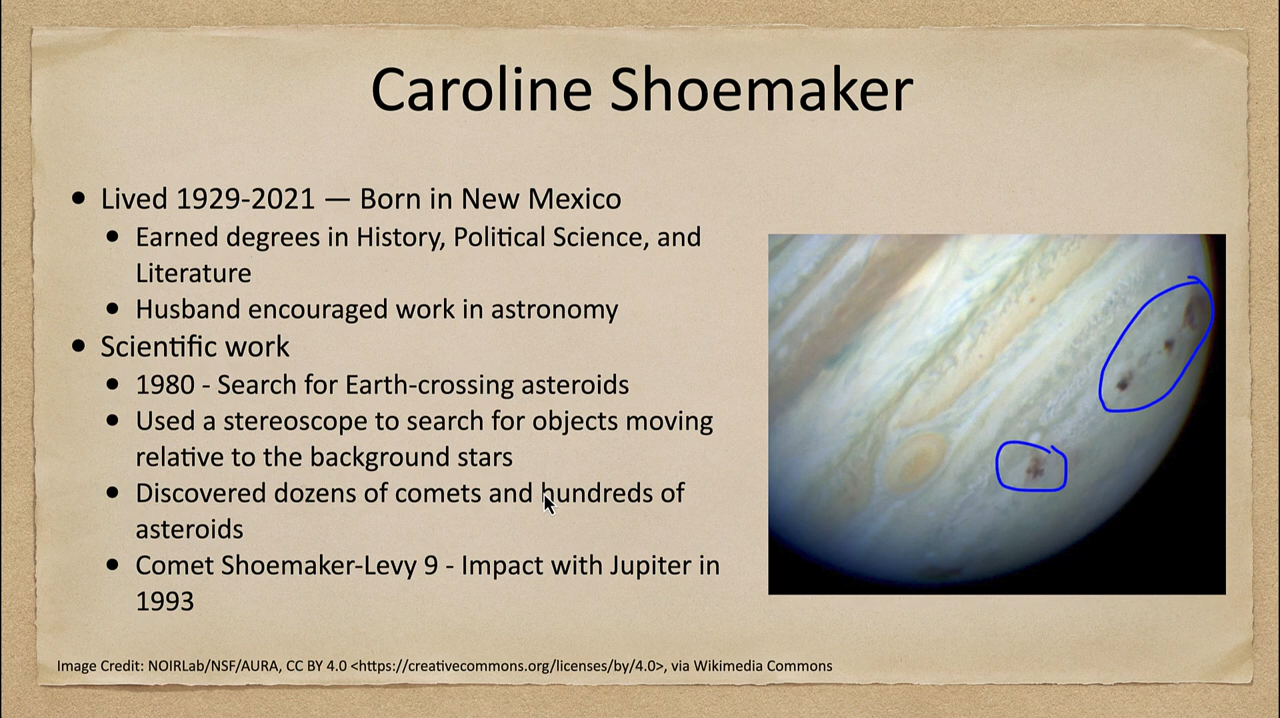 Caroline Shoemaker
• Lived 1929-2021 — Born in New Mexico
• Earned degrees in History, Political Science, and
Literature
• Husband encouraged work in astronomy
• Scientific work
• 1980 - Search for Earth-crossing asteroids
• Used a stereoscope to search for objects moving
relative to the background stars
• Discovered dozens of comets and hundreds of
asteroids
• Comet Shoemaker-Levy 9 - Impact with Jupiter in
1993
Image Credit: NOIRLab/NSF/AURA, CC BY 4.0 <https://creativecommons.org/licenses/by/4.0>, via Wikimedia Commons